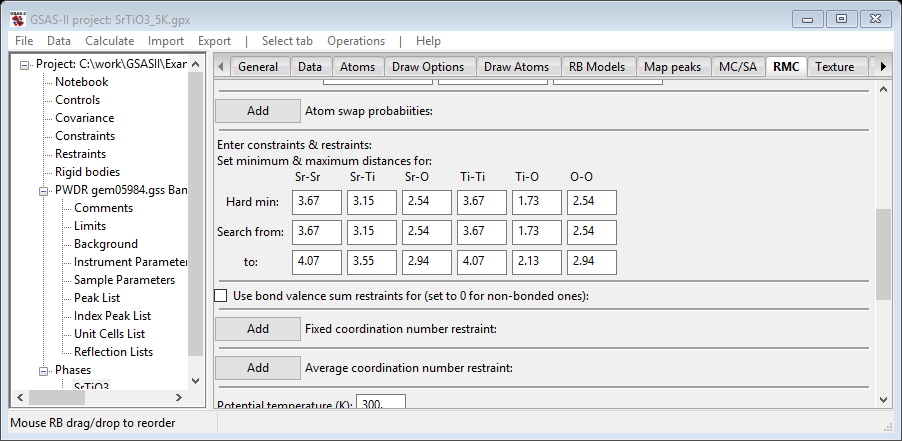 GSAS-II project: SrTiO3_5K.gpx
File Data Calculate Import Export | Select tab Operations | Help
Project: C:\work\GSASII\Exam
Notebook
Controls
Covariance
Constraints
Restraints
Rigid bodies
PWDR gem05984.gss Ban
Comments
Limits
Background
Instrument Parameter
Sample Parameters
Peak List
Index Peak List
Unit Cells List
Reflection Lists
Phases
SrTiO3
General Data Atoms Draw Options Draw Atoms RB Models Map peaks MC/SA RMC Texture
Add Atom swap probabiities:
Enter constraints & restraints:
Set minimum & maximum distances for:
Sr-Sr Sr-Ti Sr-O Ti-Ti Ti-O O-O
Hard min: 3.67 3.15 2.54 3.67 1.73 2.54
Search from: 3.67 3.15 2.54 3.67 1.73 2.54
to: 4.07 3.55 2.94 4.07 2.13 2.94
Use bond valence sum restraints for (set to 0 for non-bonded ones):
Add Fixed coordination number restraint:
Add Average coordination number restraint:
Potential temperature (K): 300.
Mouse RB drag/drop to reorder